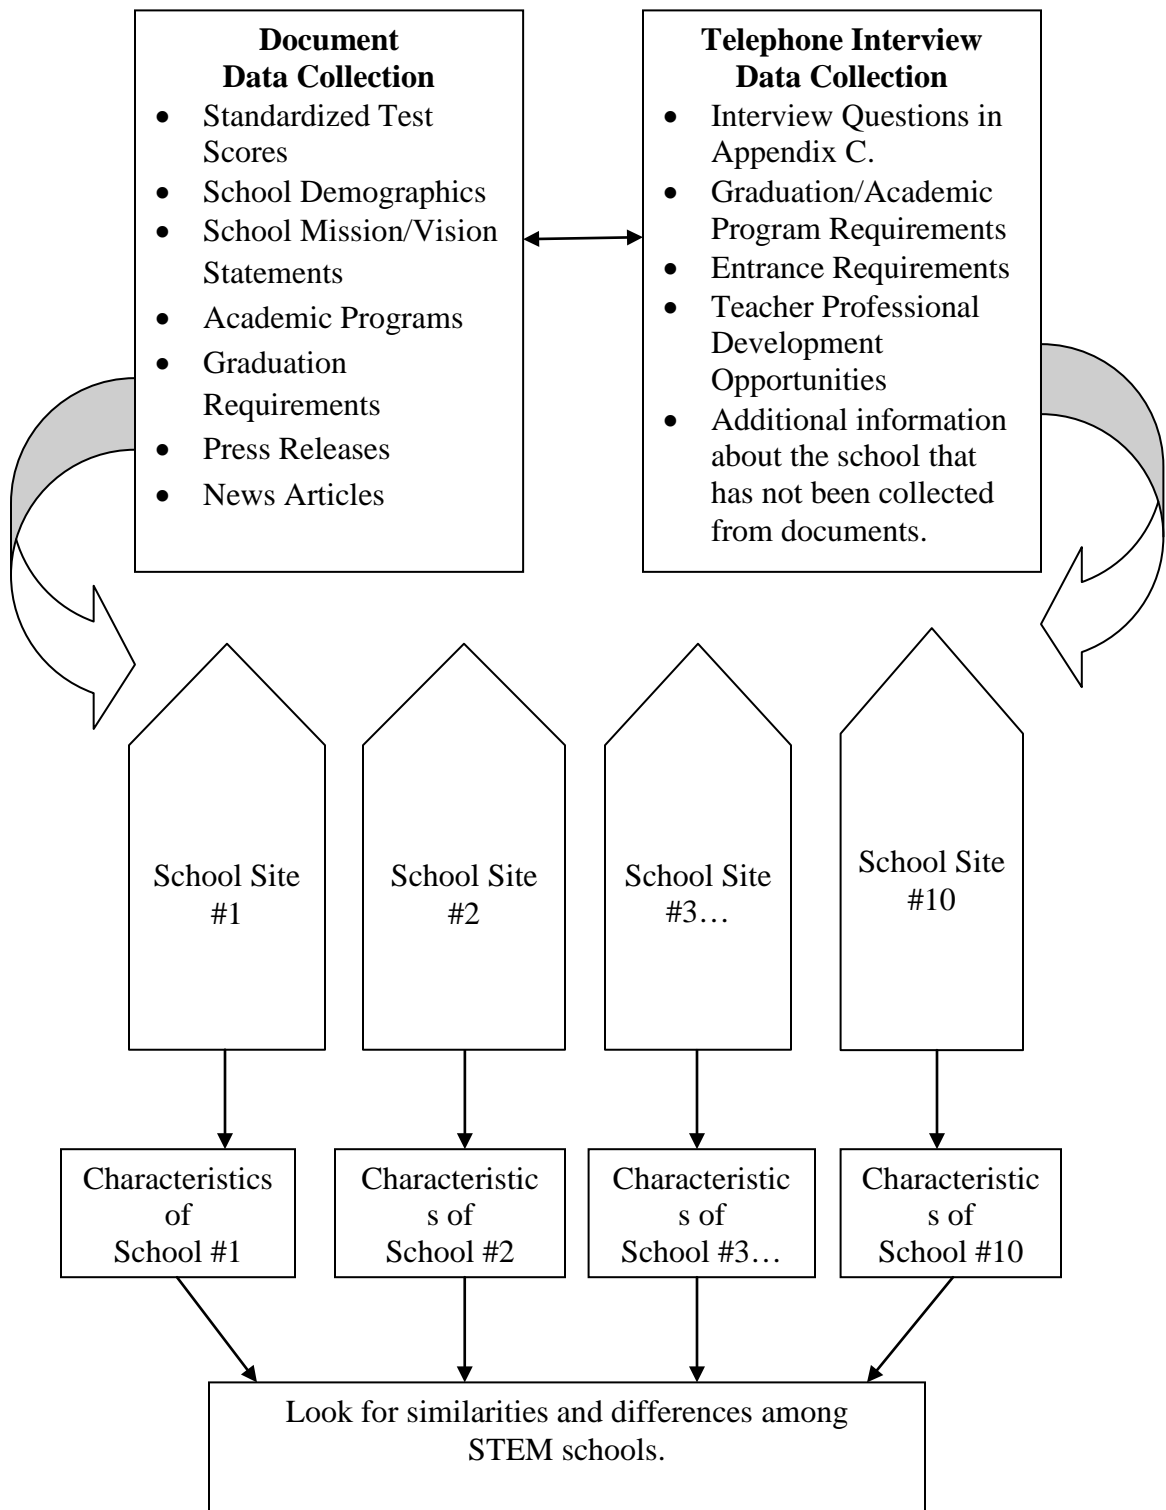 Document
Data Collection
• Standardized Test
Scores
• School Demographics
• School Mission/Vision
Statements
• Academic Programs
• Graduation
Requirements
• Press Releases
• News Articles
Telephone Interview
Data Collection
• Interview Questions in
Appendix C.
• Graduation/Academic
Program Requirements
• Entrance Requirements
• Teacher Professional
Development
Opportunities
• Additional information
about the school that
has not been collected
from documents.
School Site
#1
School Site
#2
School Site
#3…
School Site
#10
Characteristics
of
School #1
Characteristic
s of
School #2
Characteristic
s of
School #3…
Characteristic
s of
School #10
Look for similarities and differences among
STEM schools.